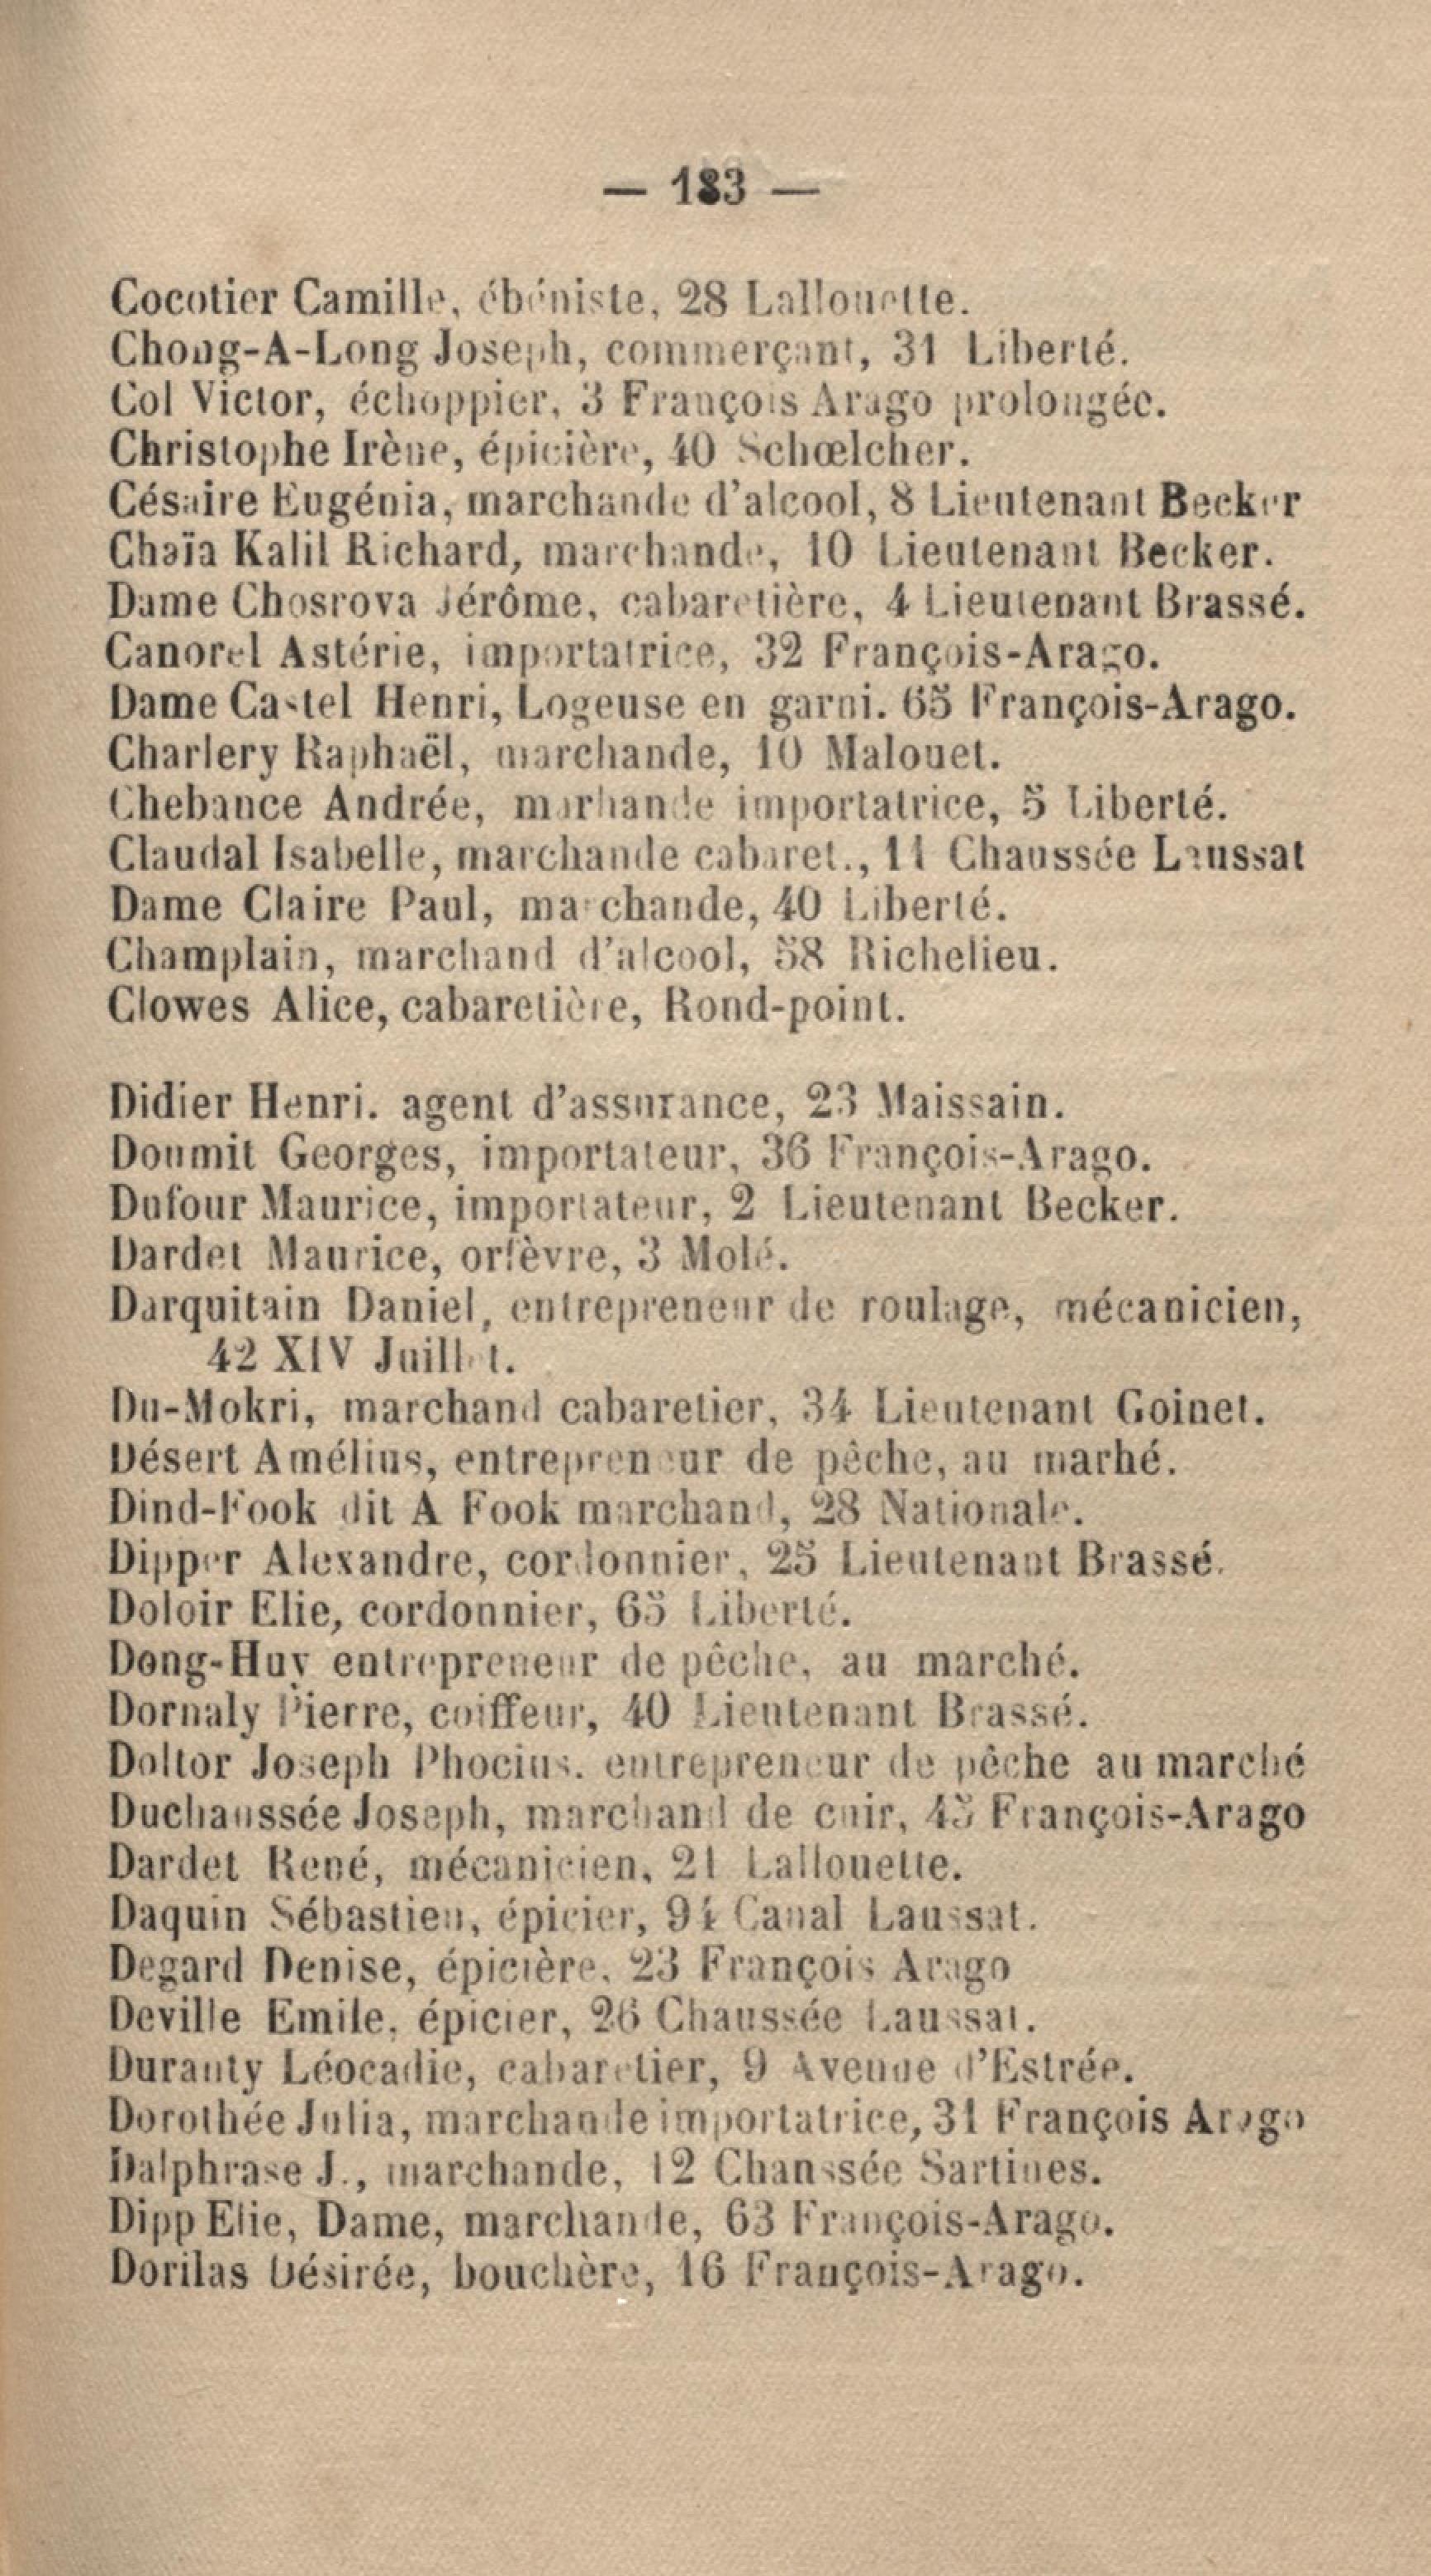 — 183 —
Cocotier Camille, ébéniste, 28 Lallouette.
Chong-A-Long Joseph, commerçant, 31 Liberté.
Col Victor, échoppier, 3 François Arago prolongée.
Christophe Irène, épicière, 40 Schœlcher.
Césaire Eugénia, marchande d'alcool, 8 Lieutenant Becker
Chaïa Kalil Richard, marchande, 10 Lieutenant Becker.
Dame Chosrova Jérôme, cabaretière, 4 Lieutenant Brassé.
Canorel Astérie, importatrice, 32 François-Arago.
Dame Castel Henri, Logeuse en garni. 65 François-Arago.
Charlery Raphaël, marchande, 10 Malouet.
Chebance Andrée, marhande importatrice, 5 Liberté.
Claudal Isabelle, marchande cabaret., 11 Chaussée Laussat
Dame Claire Paul, marchande, 40 Liberté.
Champlain, marchand d'alcool, 58 Richelieu.
Clowes Alice, cabaretière, Rond-point.
Didier Henri. agent d'assurance, 23 Maissain.
Doumit Georges, importateur, 36 François-Arago.
Dufour Maurice, importateur, 2 Lieutenant Becker.
Dardet Maurice, orfèvre, 3 Molé.
Darquitain Daniel, entrepreneur de roulage, mécanicien,
42 XIV Juillet.
Du-Mokri, marchand cabaretier, 34 Lieutenant Goinet.
Désert Amélius, entrepreneur de pêche, au marhé.
Dind-Fook dit A Fook marchand, 28 Nationale.
Dipper Alexandre, cordonnier, 25 Lieutenant Brassé.
Doloir Elie, cordonnier, 65 Liberté.
Dong-Huy entrepreneur de pêche, au marché.
Dornaly Pierre, coiffeur, 40 Lieutenant Brassé.
Doltor Joseph Phocius. entrepreneur de pêche au marché
Duchaussée Joseph, marchand de cuir, 45 François-Arago
Dardet René, mécanicien, 21 Lallouette.
Daquin Sébastien, épicier, 94 Canal Laussat.
Degard Denise, épicière, 23 François Arago
Deville Emile, épicier, 26 Chaussée Laussat.
Duranty Léocadie, cabaretier, 9 Avenue d'Estrée.
Dorothée Julia, marchande importatrice, 31 François Arago
Dalphrase J., marchande, 12 Chanssée Sartines.
Dipp Elie, Dame, marchande, 63 François-Arago.
Dorilas Désirée, bouchère, 16 François-Arago.